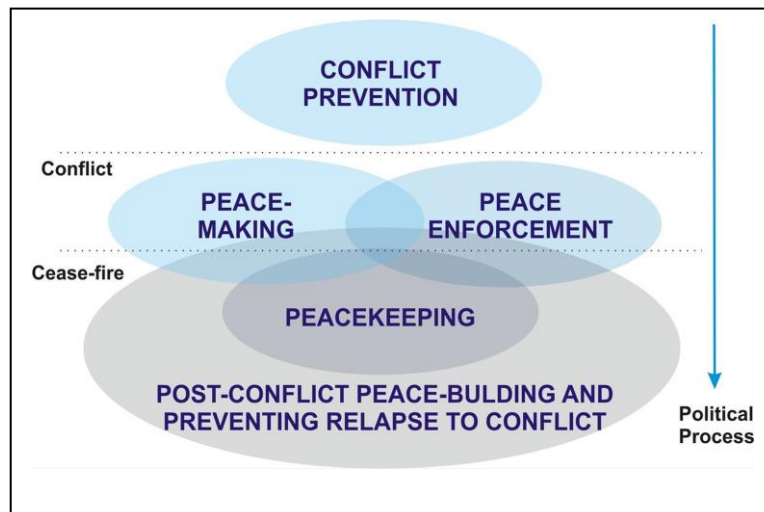 CONFLICT
PREVENTION
Conflict
PEACE-
MAKING
PEACE
ENFORCEMENT
Cease-fire
PEACEKEEPING
POST-CONFLICT PEACE-BULDING AND
PREVENTING RELAPSE TO CONFLICT
Political
Process